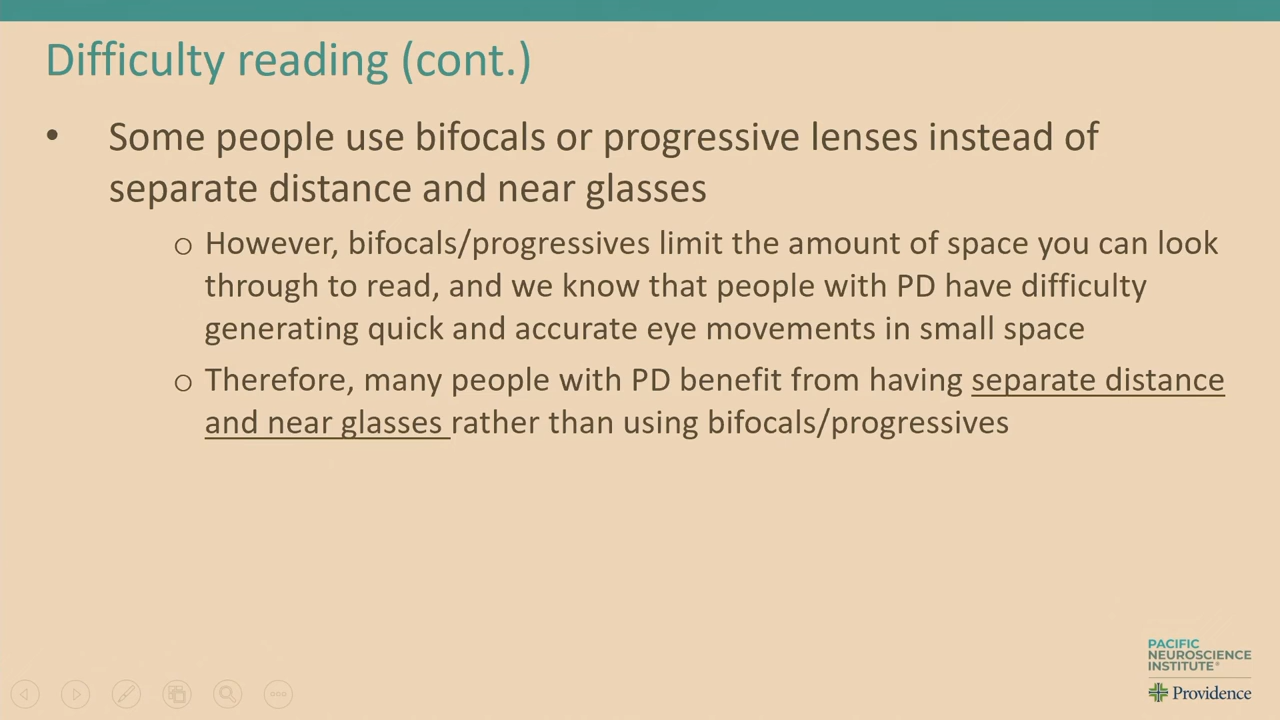 Difficulty reading (cont.)
• Some people use bifocals or progressive lenses instead of
separate distance and near glasses
o However, bifocals/progressives limit the amount of space you can look
through to read, and we know that people with PD have difficulty
generating quick and accurate eye movements in small space
o Therefore, many people with PD benefit from having separate distance
and near glasses rather than using bifocals/progressives
PACIFIC
NEUROSCIENCE
INSTITUTE®
Providence